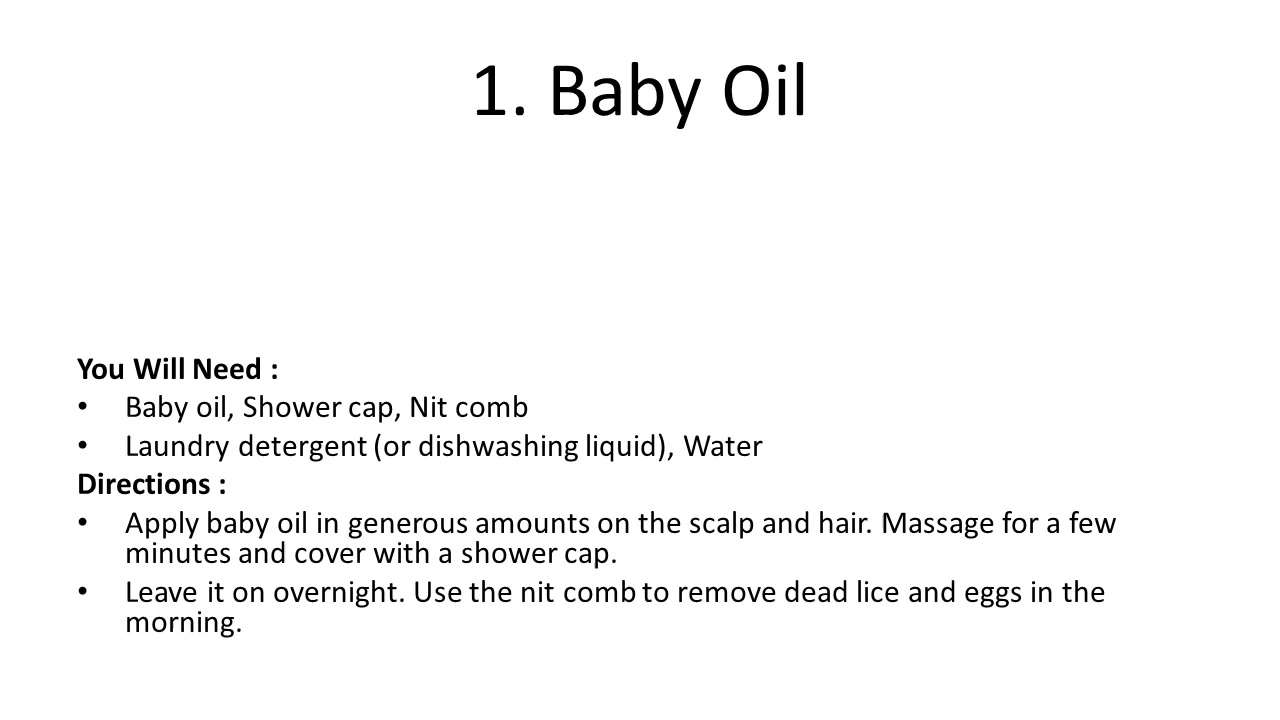 1. Baby Oil
You Will Need :
• Baby oil, Shower cap, Nit comb
• Laundry detergent (or dishwashing liquid), Water
Directions :
• Apply baby oil in generous amounts on the scalp and hair. Massage for a few
minutes and cover with a shower cap.
• Leave it on overnight. Use the nit comb to remove dead lice and eggs in the
morning.